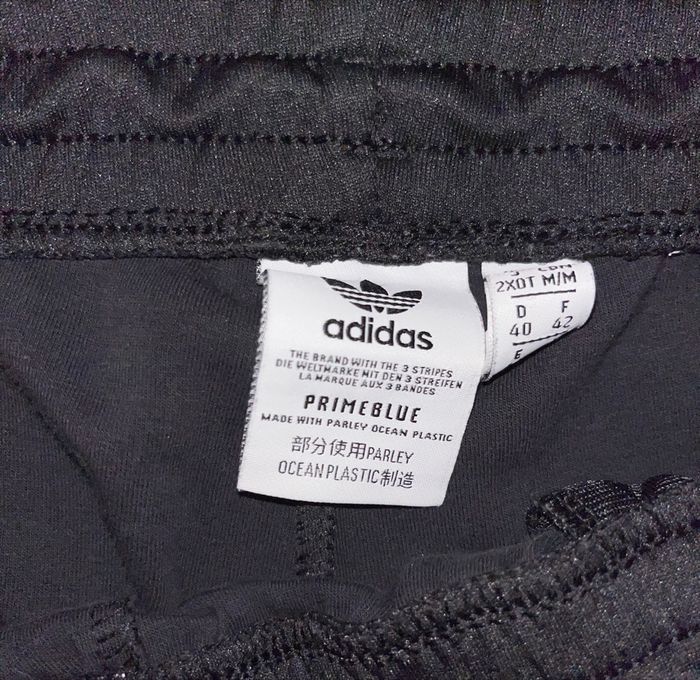 adidas
THE BRAND WITH THE 3 STRIPES
DIE WELTMARKE MIT DEN 3 STREIFEN
LA MARQUE AUX 3 BANDES
PRIMEBLUE
MADE WITH PARLEY OCEAN PLASTIC
部分使用PARLEY
OCEAN PLASTIC制造
2XOT M/M
D F
40 42